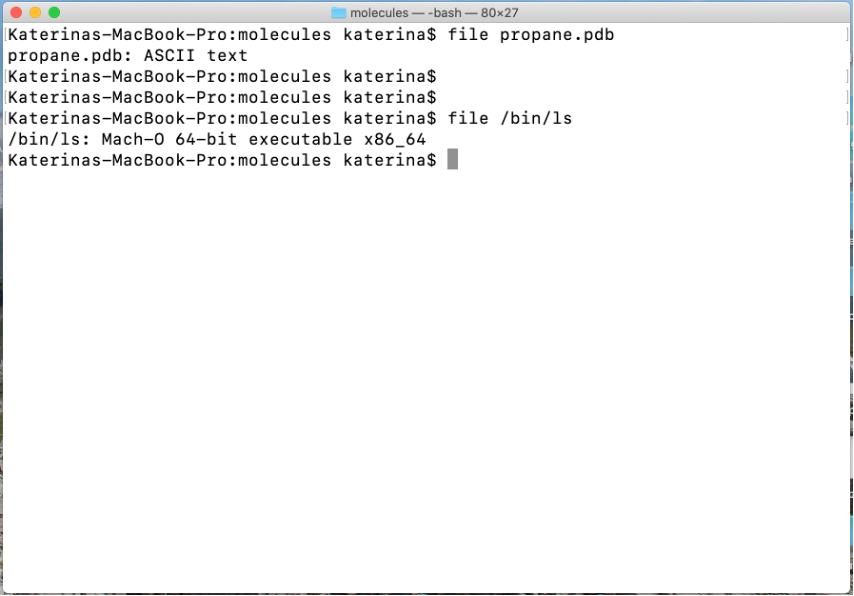 molecules — -bash — 80×27
[Katerinas-MacBook-Pro:molecules katerina$ file propane.pdb ]
propane.pdb: ASCII text
[Katerinas-MacBook-Pro:molecules katerina$ ]
[Katerinas-MacBook-Pro:molecules katerina$ ]
[Katerinas-MacBook-Pro:molecules katerina$ file /bin/ls ]
/bin/ls: Mach-O 64-bit executable x86_64
Katerinas-MacBook-Pro:molecules katerina$